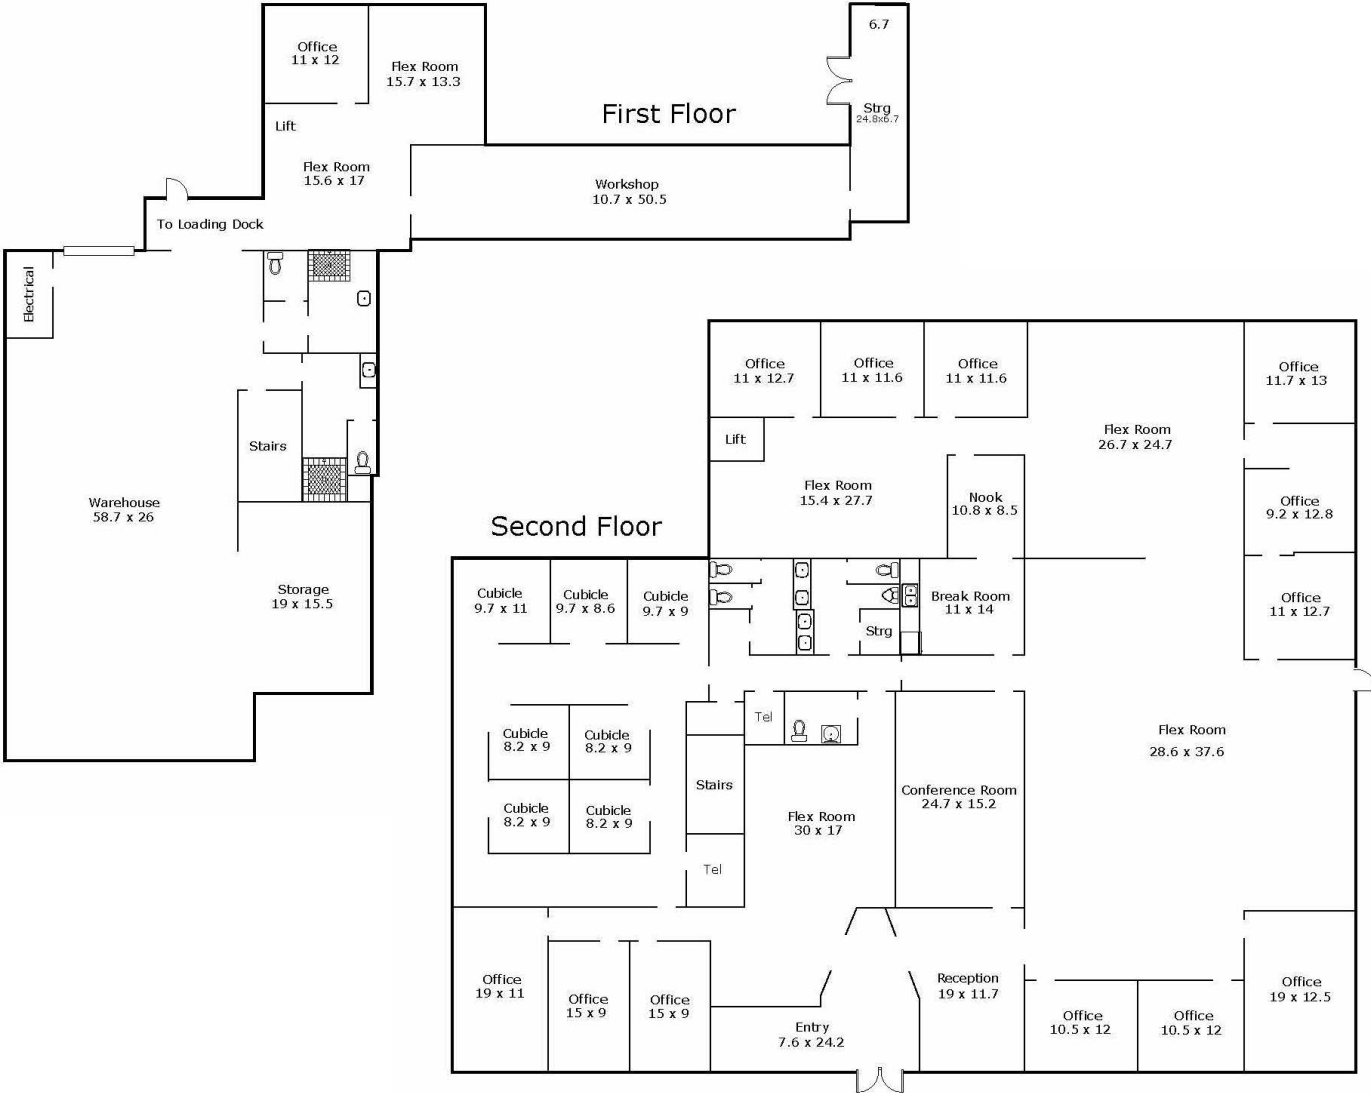 6.7
Office
11 x 12
Flex Room
15.7 x 13.3
First Floor
Strg
24.8x6.7
Lift
Flex Room
15.6 x 17
Workshop
10.7 x 50.5
To Loading Dock
Electrical
Stairs
Warehouse
58.7 x 26
Storage
19 x 15.5
Second Floor
Office
11 x 12.7
Office
11 x 11.6
Office
11 x 11.6
Office
11.7 x 13
Lift
Flex Room
26.7 x 24.7
Flex Room
15.4 x 27.7
Nook
10.8 x 8.5
Office
9.2 x 12.8
Cubicle
9.7 x 11
Cubicle
9.7 x 8.6
Cubicle
9.7 x 9
Strg
Break Room
11 x 14
Office
11 x 12.7
Cubicle
8.2 x 9
Cubicle
8.2 x 9
Tel
Flex Room
28.6 x 37.6
Stairs
Cubicle
8.2 x 9
Cubicle
8.2 x 9
Flex Room
30 x 17
Conference Room
24.7 x 15.2
Tel
Office
19 x 11
Office
15 x 9
Office
15 x 9
Entry
7.6 x 24.2
Reception
19 x 11.7
Office
10.5 x 12
Office
10.5 x 12
Office
19 x 12.5